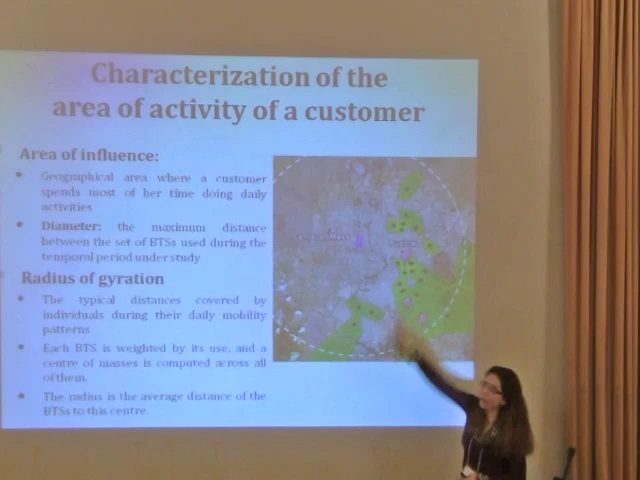 Characterization of the
area of activity of a customer
Area of influence:
• Geographical area where a customer
spends most of her time doing daily
activities
• Diameter: the maximum distance
between the set of BTSs used during the
temporal period under study
Radius of gyration
• The typical distances covered by
individuals during their daily mobility
patterns
• Each BTS is weighted by its use, and a
centre of masses is computed across all
of them.
• The radius is the average distance of the
BTSs to this centre.